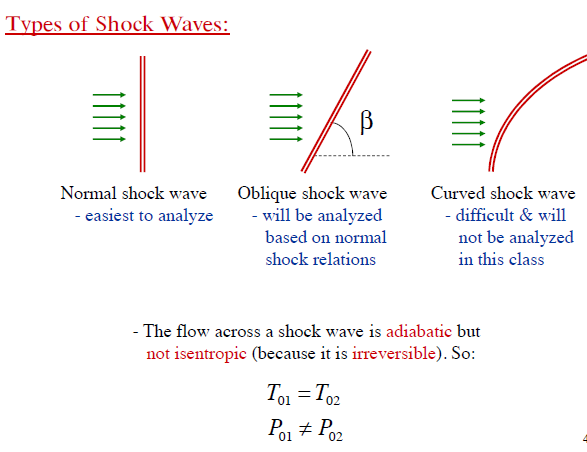 Types of Shock Waves:
β
Normal shock wave
- easiest to analyze
Oblique shock wave
- will be analyzed
based on normal
shock relations
Curved shock wave
- difficult & will
not be analyzed
in this class
- The flow across a shock wave is adiabatic but
not isentropic (because it is irreversible). So:
T₀₁ = T₀₂
P₀₁ ≠ P₀₂